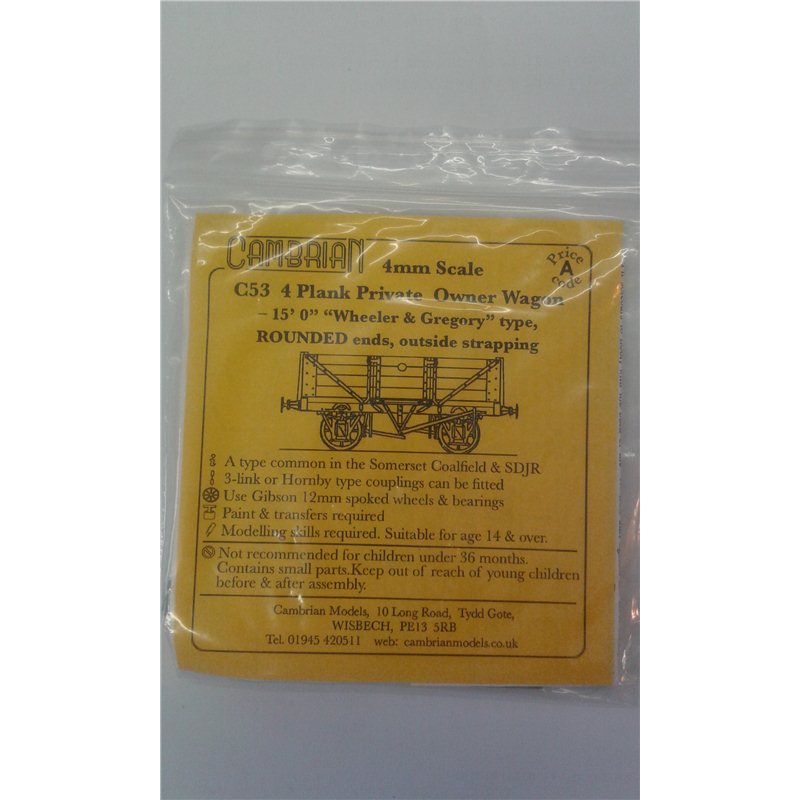 CAMBRIAN 4mm Scale
Price
A
Code
C53 4 Plank Private Owner Wagon
– 15' 0" "Wheeler & Gregory" type,
ROUNDED ends, outside strapping
A type common in the Somerset Coalfield & SDJR
3-link or Hornby type couplings can be fitted
Use Gibson 12mm spoked wheels & bearings
Paint & transfers required
Modelling skills required. Suitable for age 14 & over.
Not recommended for children under 36 months.
Contains small parts.Keep out of reach of young children
before & after assembly.
Cambrian Models, 10 Long Road, Tydd Gote,
WISBECH, PE13 5RB
Tel. 01945 420511 web: cambrianmodels.co.uk